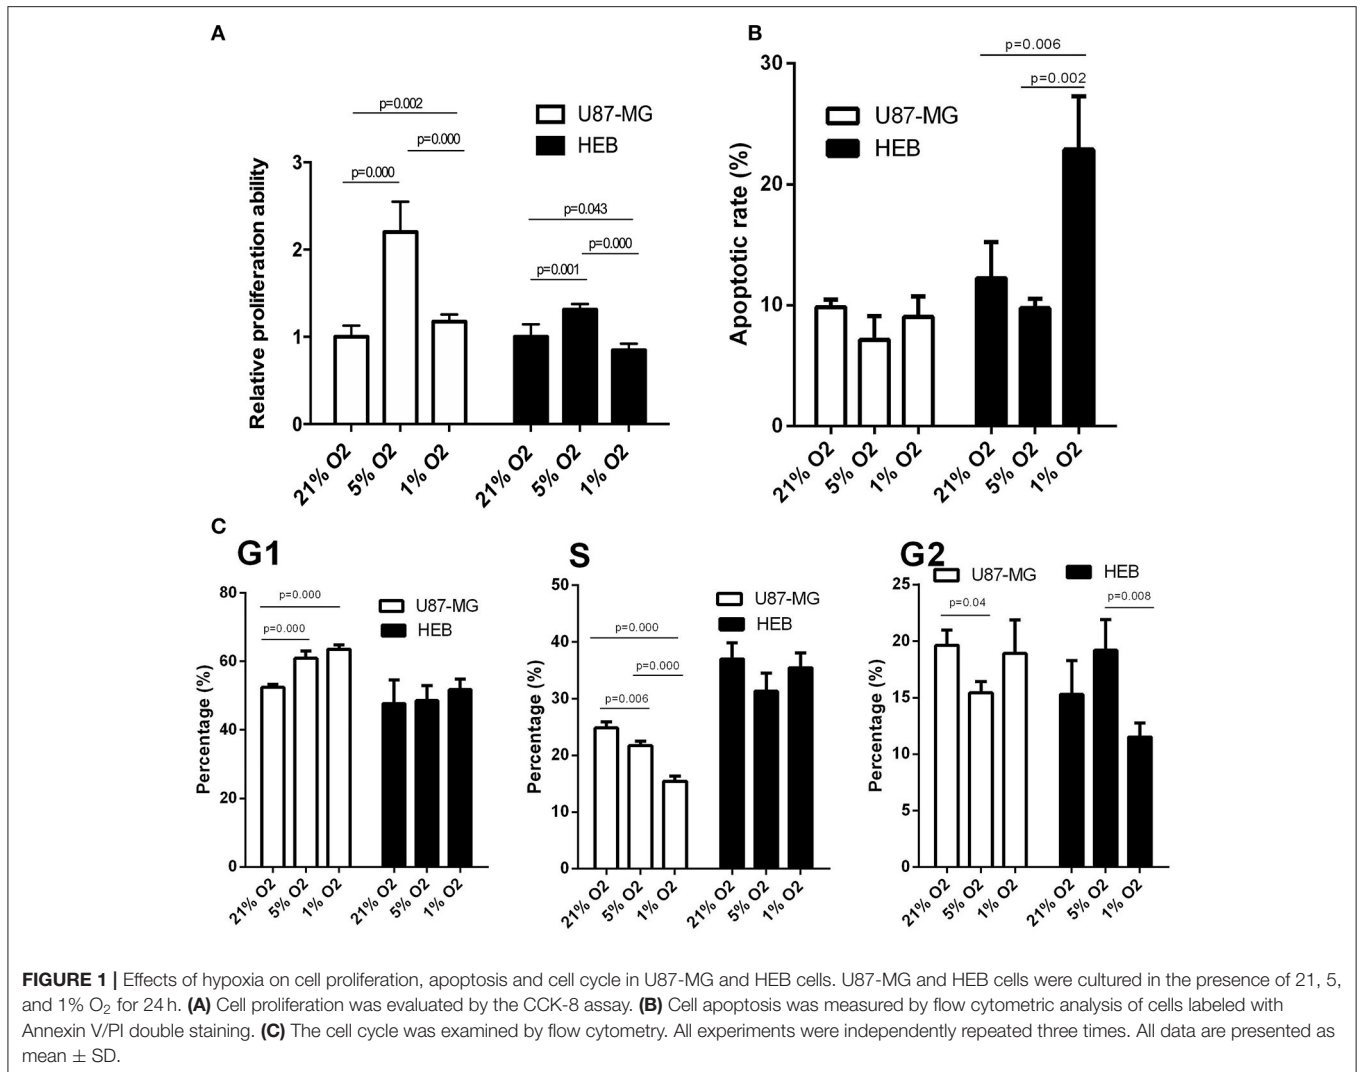 A
p=0.002
p=0.000
p=0.000
U87-MG
HEB
p=0.043
p=0.000
p=0.001
Relative proliferation ability
3
2
1
0
21% O2
5% O2
1% O2
21% O2
5% O2
1% O2
B
p=0.006
p=0.002
U87-MG
HEB
Apoptotic rate (%)
30
20
10
0
21% O2
5% O2
1% O2
21% O2
5% O2
1% O2
C
G1
p=0.000
p=0.000
U87-MG
HEB
Percentage (%)
80
60
40
20
0
21% O2
5% O2
1% O2
21% O2
5% O2
1% O2
S
p=0.000
p=0.000
p=0.006
U87-MG
HEB
Percentage (%)
50
40
30
20
10
0
21% O2
5% O2
1% O2
21% O2
5% O2
1% O2
G2
U87-MG
HEB
p=0.04
p=0.008
Percentage (%)
25
20
15
10
5
0
21% O2
5% O2
1% O2
21% O2
5% O2
1% O2
FIGURE 1 | Effects of hypoxia on cell proliferation, apoptosis and cell cycle in U87-MG and HEB cells. U87-MG and HEB cells were cultured in the presence of 21, 5,
and 1% O₂ for 24 h. (A) Cell proliferation was evaluated by the CCK-8 assay. (B) Cell apoptosis was measured by flow cytometric analysis of cells labeled with
Annexin V/PI double staining. (C) The cell cycle was examined by flow cytometry. All experiments were independently repeated three times. All data are presented as
mean ± SD.